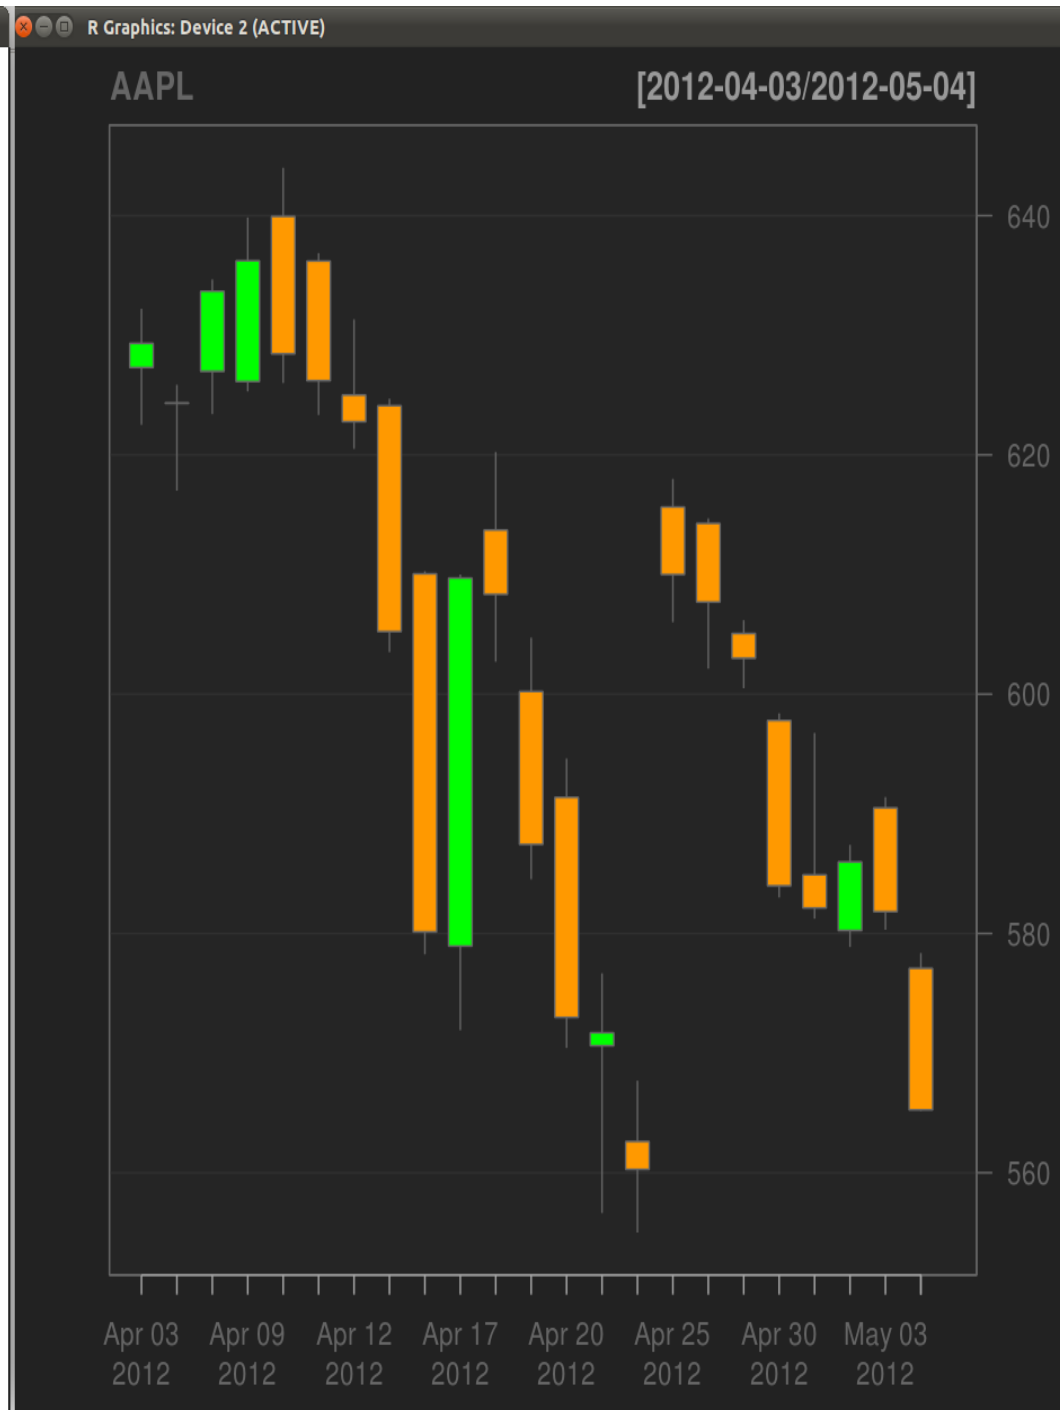 R Graphics: Device 2 (ACTIVE)
AAPL [2012-04-03/2012-05-04]
640
620
600
580
560
Apr 03 Apr 09 Apr 12 Apr 17 Apr 20 Apr 25 Apr 30 May 03
2012 2012 2012 2012 2012 2012 2012 2012